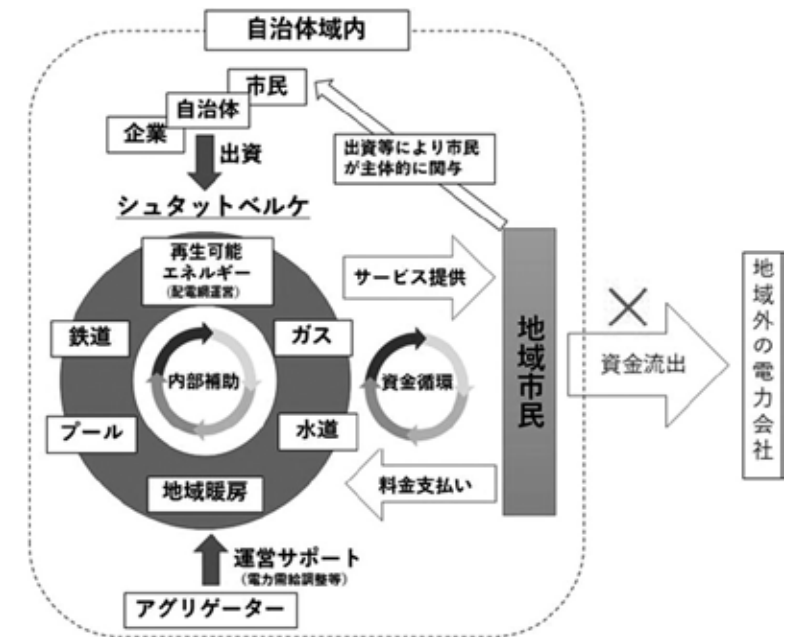 自治体域内
市民
自治体
企業
出資
出資等により市民
が主体的に関与
シュタットベルケ
再生可能
エネルギー
(配電網運営)
鉄道
ガス
内部補助
プール
水道
地域暖房
サービス提供
資金循環
料金支払い
地域市民
資金流出
地域外の電力会社
運営サポート
(電力需給調整等)
アグリゲーター